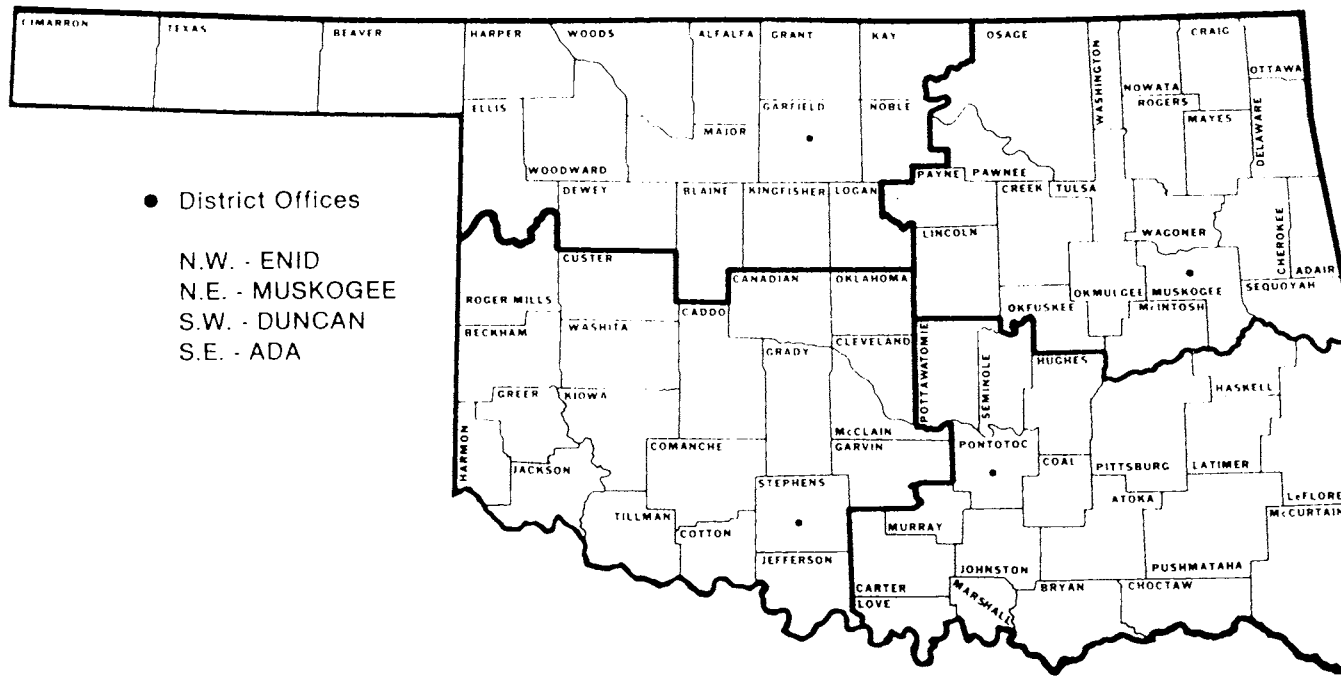 CIMARRON
TEXAS
BEAVER
HARPER
WOODS
ALFALFA
GRANT
KAY
OSAGE
WASHINGTON
NOWATA
CRAIG
OTTAWA
ELLIS
WOODWARD
MAJOR
GARFIELD
NOBLE
ROGERS
MAYES
DELAWARE
PAYNE
PAWNEE
CREEK
TULSA
DEWEY
BLAINE
KINGFISHER
LOGAN
LINCOLN
WAGONER
CHEROKEE
ADAIR
● District Offices
N.W. - ENID
N.E. - MUSKOGEE
S.W. - DUNCAN
S.E. - ADA
ROGER MILLS
CUSTER
CANADIAN
OKLAHOMA
OKFUSKEE
OKMULGEE
MUSKOGEE
SEQUOYAH
McINTOSH
BECKHAM
WASHITA
CADDO
GRADY
CLEVELAND
POTTAWATOMIE
SEMINOLE
HUGHES
HASKELL
GREER
KIOWA
HARMON
JACKSON
COMANCHE
McCLAIN
GARVIN
PONTOTOC
COAL
PITTSBURG
LATIMER
LeFLORE
McCURTAIN
TILLMAN
COTTON
STEPHENS
JEFFERSON
MURRAY
ATOKA
PUSHMATAHA
CARTER
LOVE
JOHNSTON
MARSHALL
BRYAN
CHOCTAW